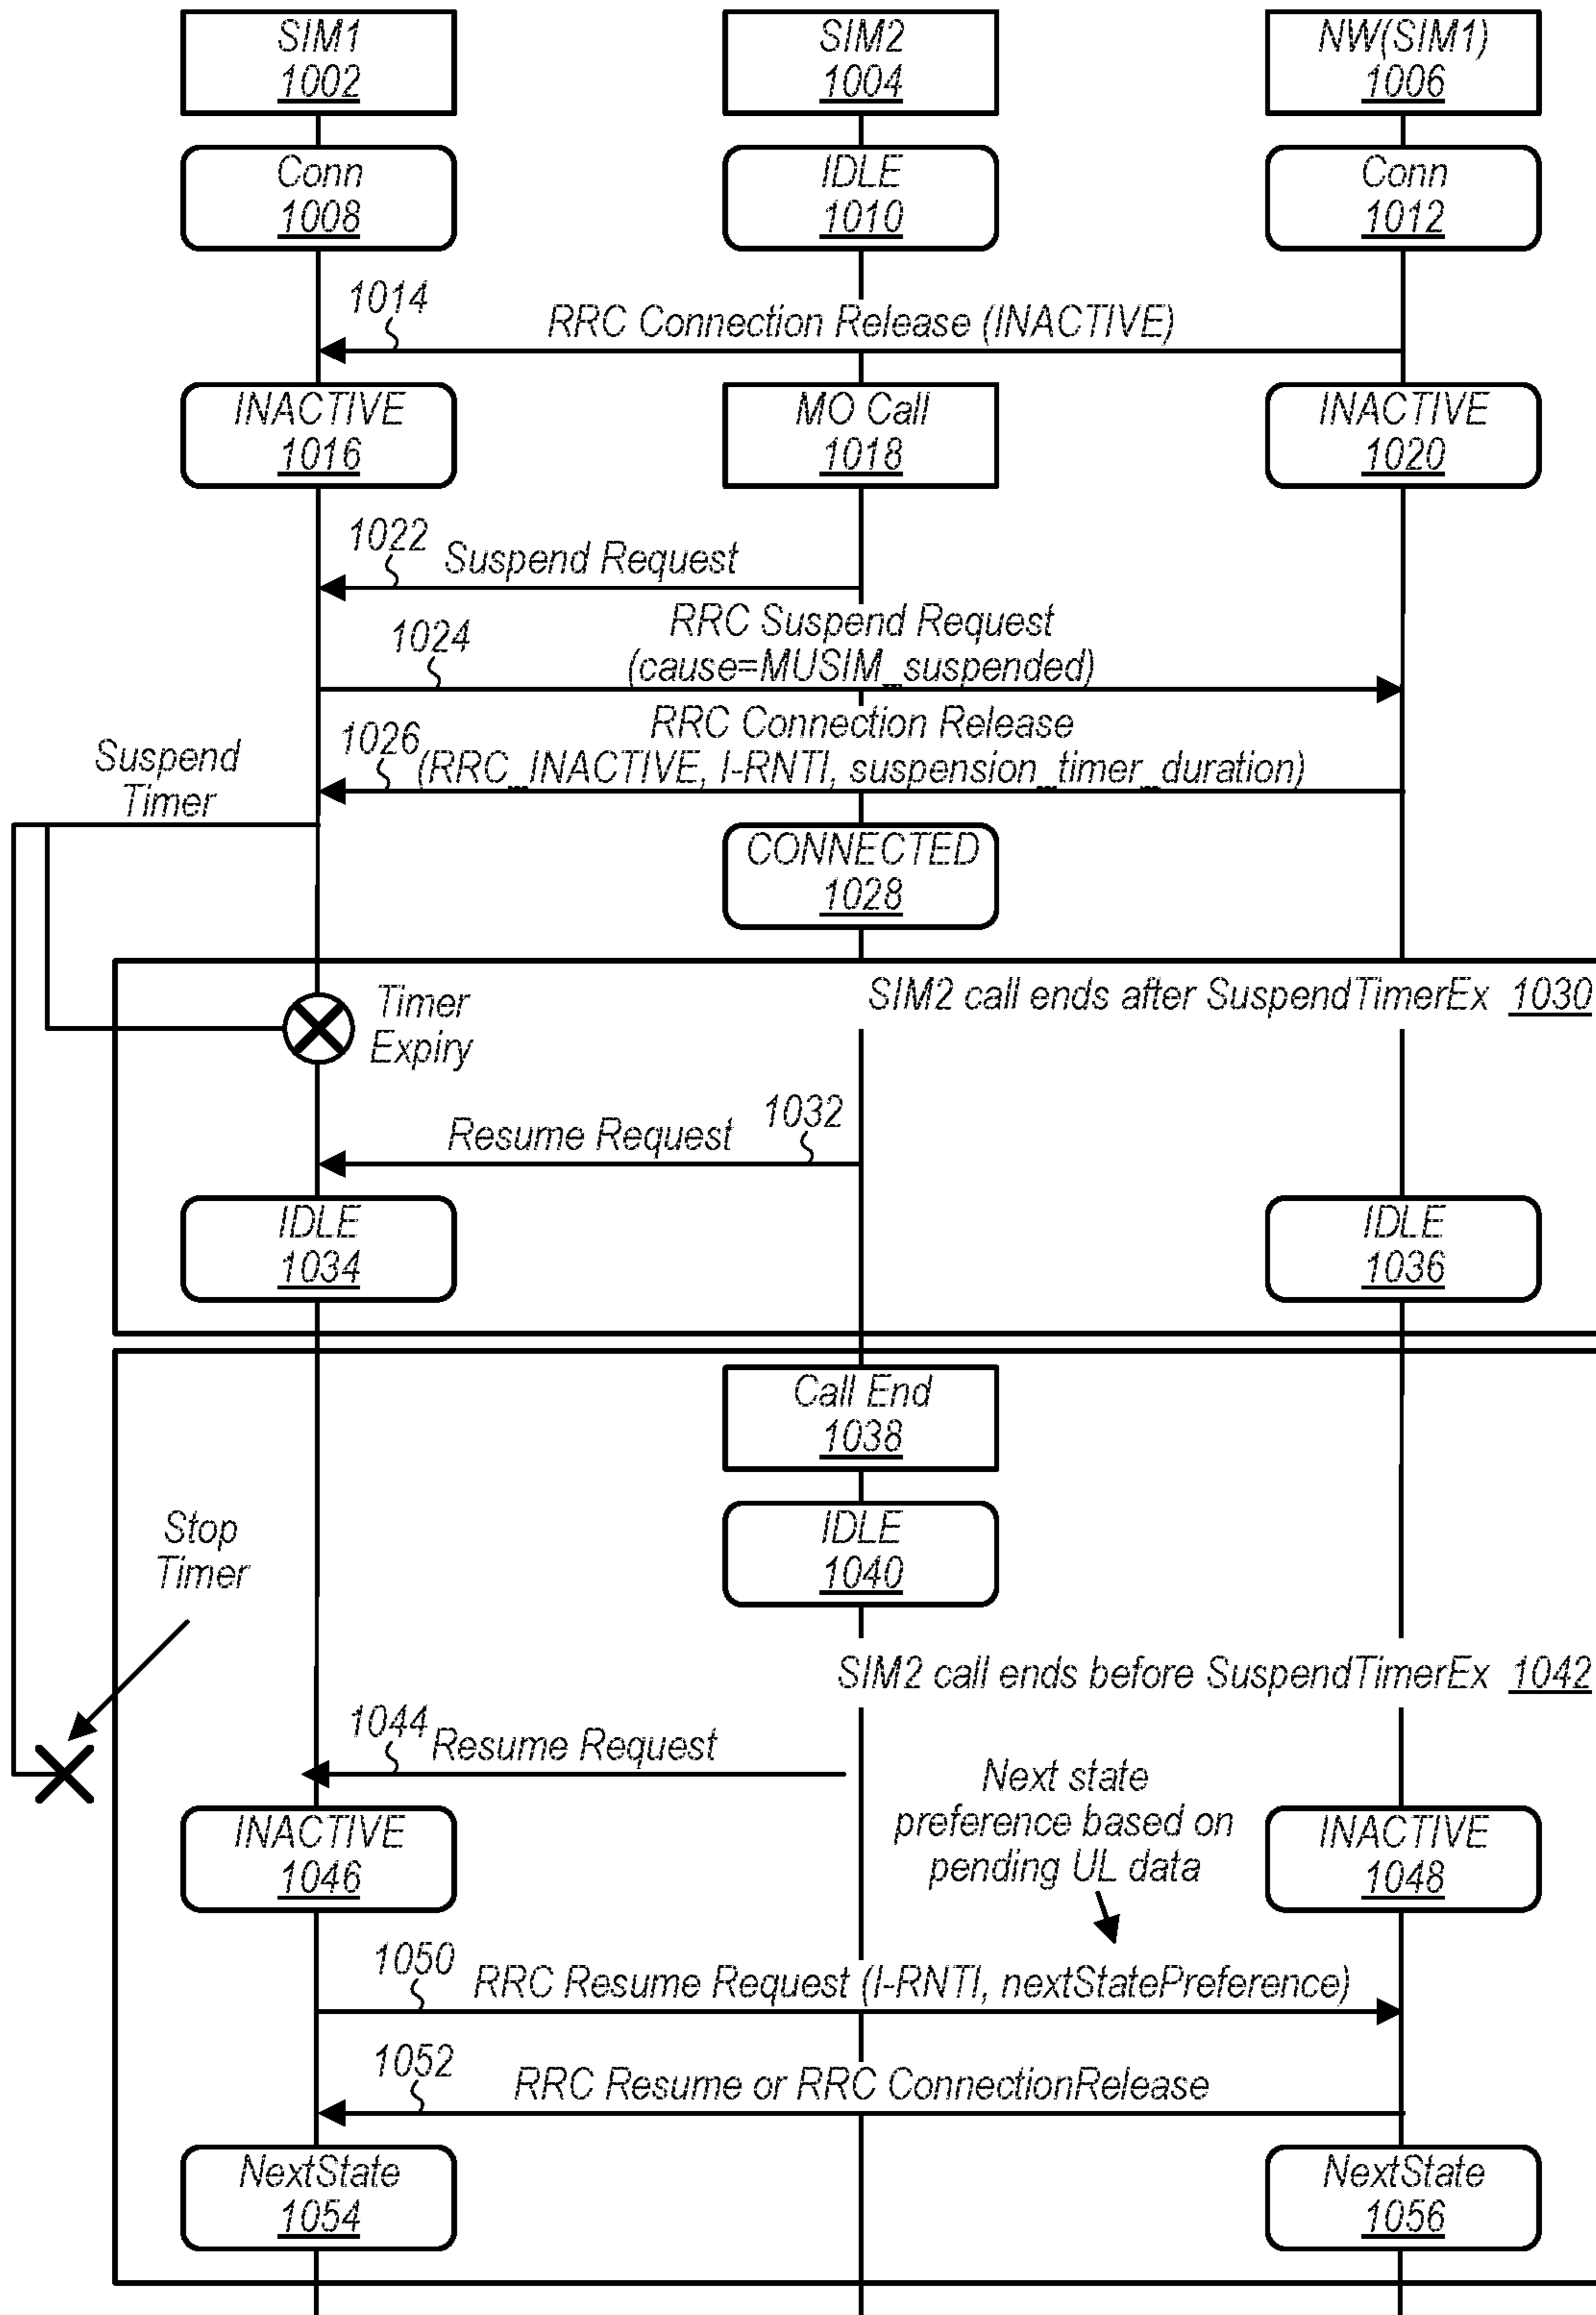 SIM1
1002
SIM2
1004
NW(SIM1)
1006
Conn
1008
IDLE
1010
Conn
1012
1014
RRC Connection Release (INACTIVE)
INACTIVE
1016
MO Call
1018
INACTIVE
1020
1022
Suspend Request
1024
RRC Suspend Request
(cause=MUSIM_suspended)
1026
RRC Connection Release
(RRC_INACTIVE, I-RNTI, suspension_timer_duration)
Suspend
Timer
CONNECTED
1028
SIM2 call ends after SuspendTimerEx 1030
Timer
Expiry
1032
Resume Request
IDLE
1034
IDLE
1036
Call End
1038
IDLE
1040
Stop
Timer
SIM2 call ends before SuspendTimerEx 1042
1044
Resume Request
Next state
preference based on
pending UL data
INACTIVE
1046
INACTIVE
1048
1050
RRC Resume Request (I-RNTI, nextStatePreference)
1052
RRC Resume or RRC ConnectionRelease
NextState
1054
NextState
1056